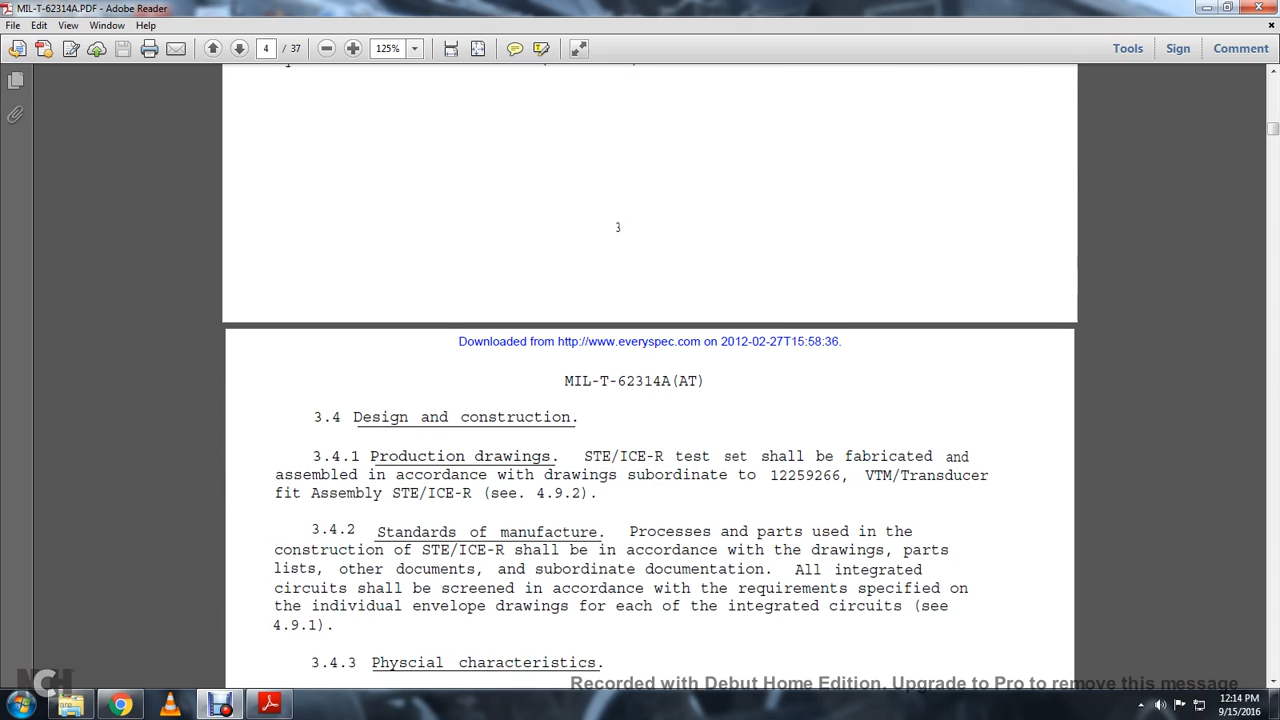 MIL-T-62314A.PDF - Adobe Reader
File Edit View Window Help
4 / 37 125% Tools Sign Comment
3
Downloaded from http://www.everyspec.com on 2012-02-27T15:58:36.
MIL-T-62314A(AT)
3.4 Design and construction.
3.4.1 Production drawings. STE/ICE-R test set shall be fabricated and
assembled in accordance with drawings subordinate to 12259266, VTM/Transducer
fit Assembly STE/ICE-R (see. 4.9.2).
3.4.2 Standards of manufacture. Processes and parts used in the
construction of STE/ICE-R shall be in accordance with the drawings, parts
lists, other documents, and subordinate documentation. All integrated
circuits shall be screened in accordance with the requirements specified on
the individual envelope drawings for each of the integrated circuits (see
4.9.1).
3.4.3 Physcial characteristics.
Recorded with Debut Home Edition. Upgrade to Pro to remove this message
NCH
12:14 PM
9/15/2016